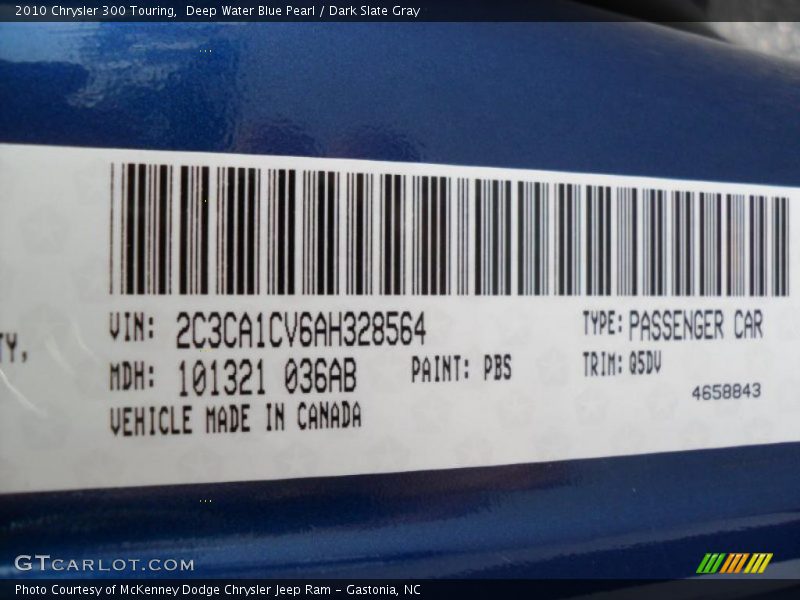 2010 Chrysler 300 Touring, Deep Water Blue Pearl / Dark Slate Gray
TY,
VIN: 2C3CA1CV6AH328564 TYPE: PASSENGER CAR
MDH: 101321 036AB PAINT: PBS TRIM: Q5DV
VEHICLE MADE IN CANADA 4658843
GTCARLOT.COM
Photo Courtesy of McKenney Dodge Chrysler Jeep Ram - Gastonia, NC